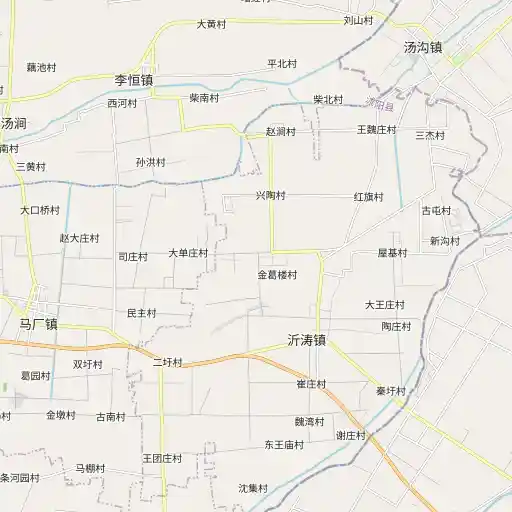 大黄村
刘山村
汤沟镇
藕池村
李恒镇
平北村
西河村
柴南村
柴北村
沭阳县
汤涧
赵涧村
王魏庄村
三杰村
南村
三黄村
孙洪村
兴陶村
红旗村
大口桥村
古屯村
赵大庄村
新沟村
司庄村
大单庄村
屋基村
金葛楼村
大王庄村
民主村
马厂镇
陶庄村
沂涛镇
双圩村
二圩村
葛园村
崔庄村
秦圩村
金墩村
古南村
魏湾村
谢庄村
东王庙村
王团庄村
马棚村
条河园村
沈集村